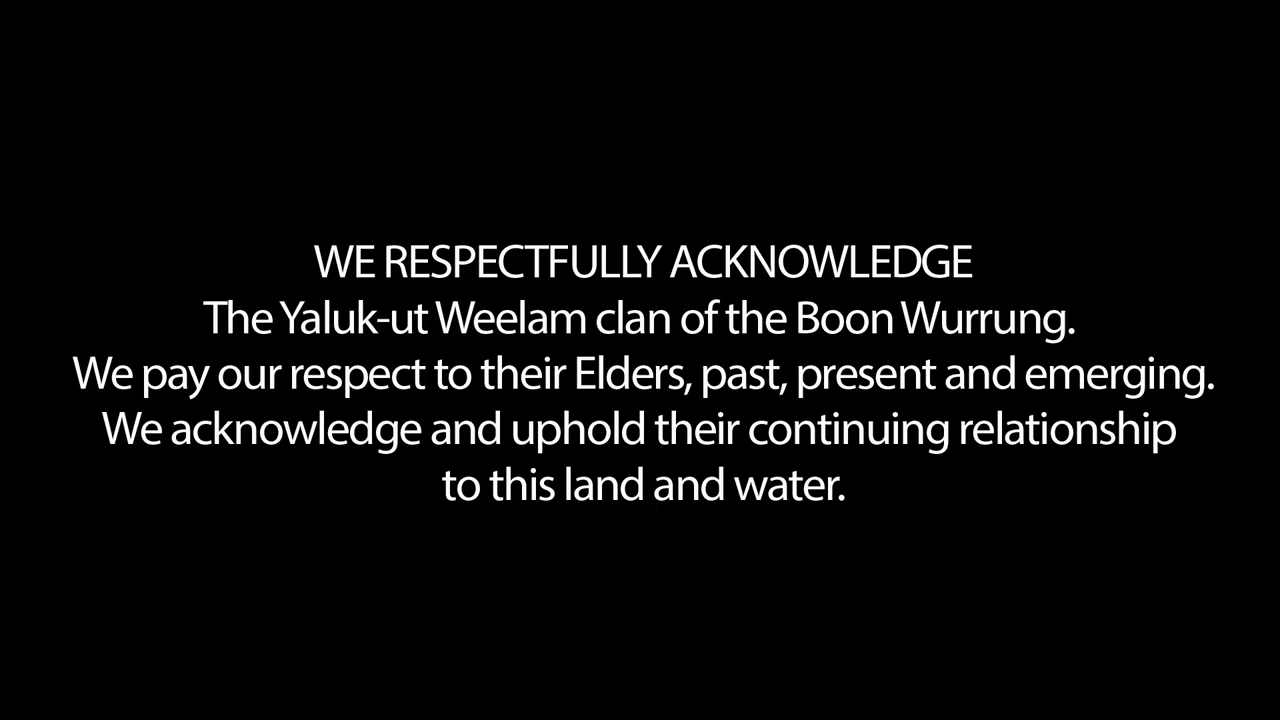 WE RESPECTFULLY ACKNOWLEDGE
The Yaluk-ut Weelam clan of the Boon Wurrung.
We pay our respect to their Elders, past, present and emerging.
We acknowledge and uphold their continuing relationship
to this land and water.